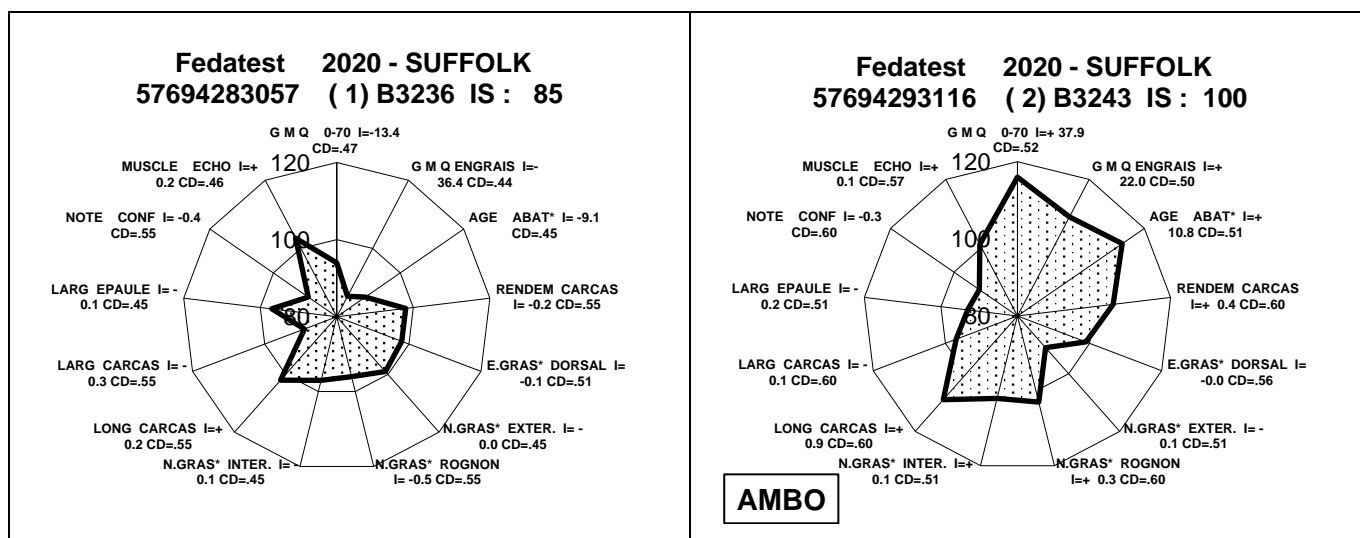 Fedatest 2020 - SUFFOLK
57694283057 ( 1) B3236 IS : 85
G M Q 0-70 I=-13.4
CD=.47
120
G M Q ENGRAIS I=-
36.4 CD=.44
MUSCLE ECHO I=+
0.2 CD=.46
NOTE CONF I= -0.4
CD=.55
AGE ABAT* I= -9.1
CD=.45
100
LARG EPAULE I= -
0.1 CD=.45
RENDEM CARCAS
I= -0.2 CD=.55
80
LARG CARCAS I= -
0.3 CD=.55
E.GRAS* DORSAL I=
-0.1 CD=.51
LONG CARCAS I=+
0.2 CD=.55
N.GRAS* EXTER. I= -
0.0 CD=.45
N.GRAS* INTER. I= -
0.1 CD=.45
N.GRAS* ROGNON
I= -0.5 CD=.55
Fedatest 2020 - SUFFOLK
57694293116 ( 2) B3243 IS : 100
G M Q 0-70 I=+ 37.9
CD=.52
120
G M Q ENGRAIS I=+
22.0 CD=.50
MUSCLE ECHO I=+
0.1 CD=.57
NOTE CONF I= -0.3
CD=.60
AGE ABAT* I=+
10.8 CD=.51
100
LARG EPAULE I= -
0.2 CD=.51
RENDEM CARCAS
I=+ 0.4 CD=.60
80
LARG CARCAS I= -
0.1 CD=.60
E.GRAS* DORSAL I=
-0.0 CD=.56
LONG CARCAS I=+
0.9 CD=.60
N.GRAS* EXTER. I= -
0.1 CD=.51
N.GRAS* INTER. I=+
0.1 CD=.51
N.GRAS* ROGNON
I=+ 0.3 CD=.60
AMBO